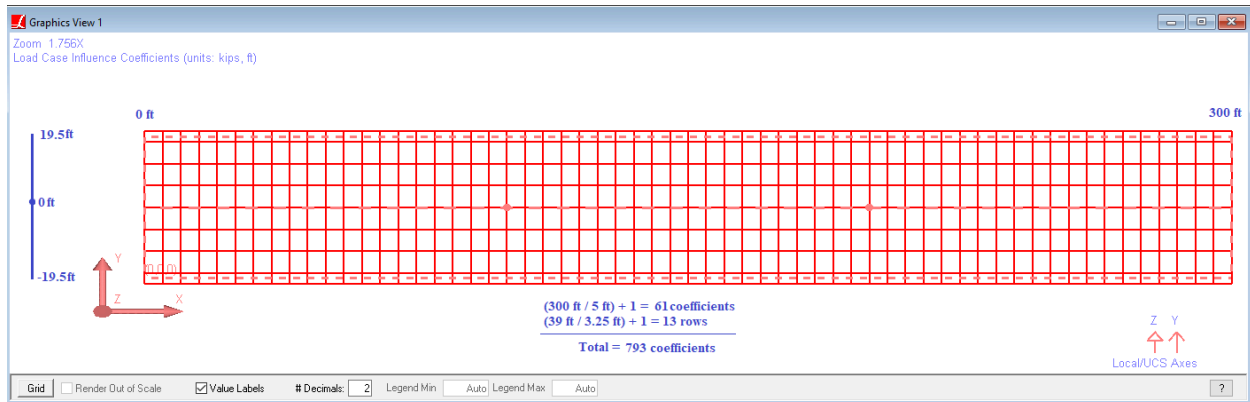 Graphics View 1
Zoom 1.756X
Load Case Influence Coefficients (units: kips, ft)
0 ft
300 ft
19.5ft
0 ft
-19.5ft
Y
Z
X
(300 ft / 5 ft) + 1 = 61coefficients
(39 ft / 3.25 ft) + 1 = 13 rows
Total = 793 coefficients
Z Y
Local/UCS Axes
Grid Render Out of Scale Value Labels # Decimals: 2 Legend Min Auto Legend Max Auto ?